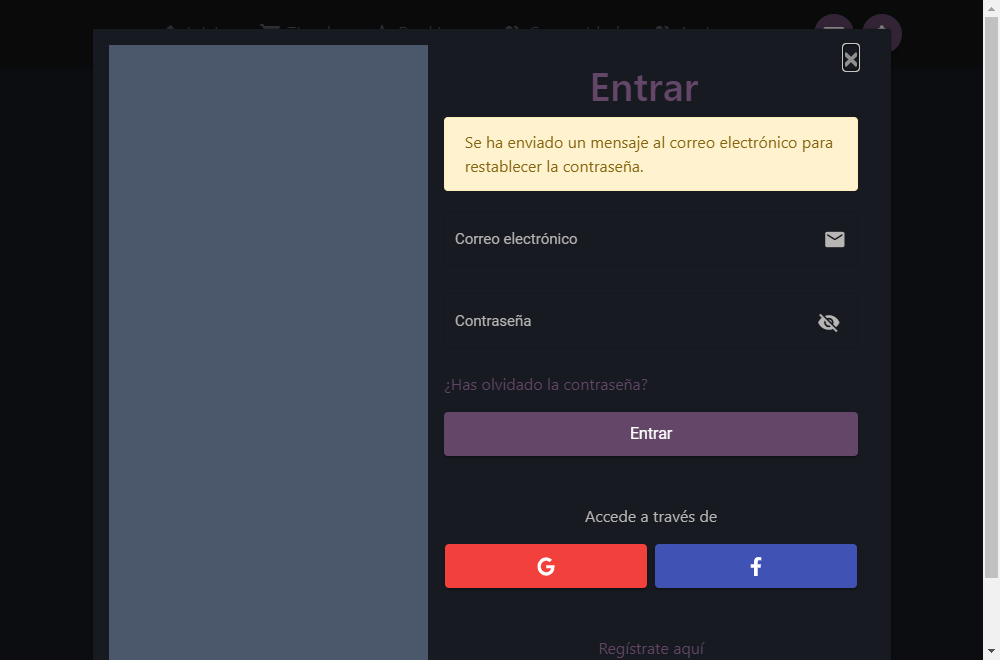 Entrar
Se ha enviado un mensaje al correo electrónico para
restablecer la contraseña.
Correo electrónico
Contraseña
¿Has olvidado la contraseña?
Entrar
Accede a través de
Regístrate aquí